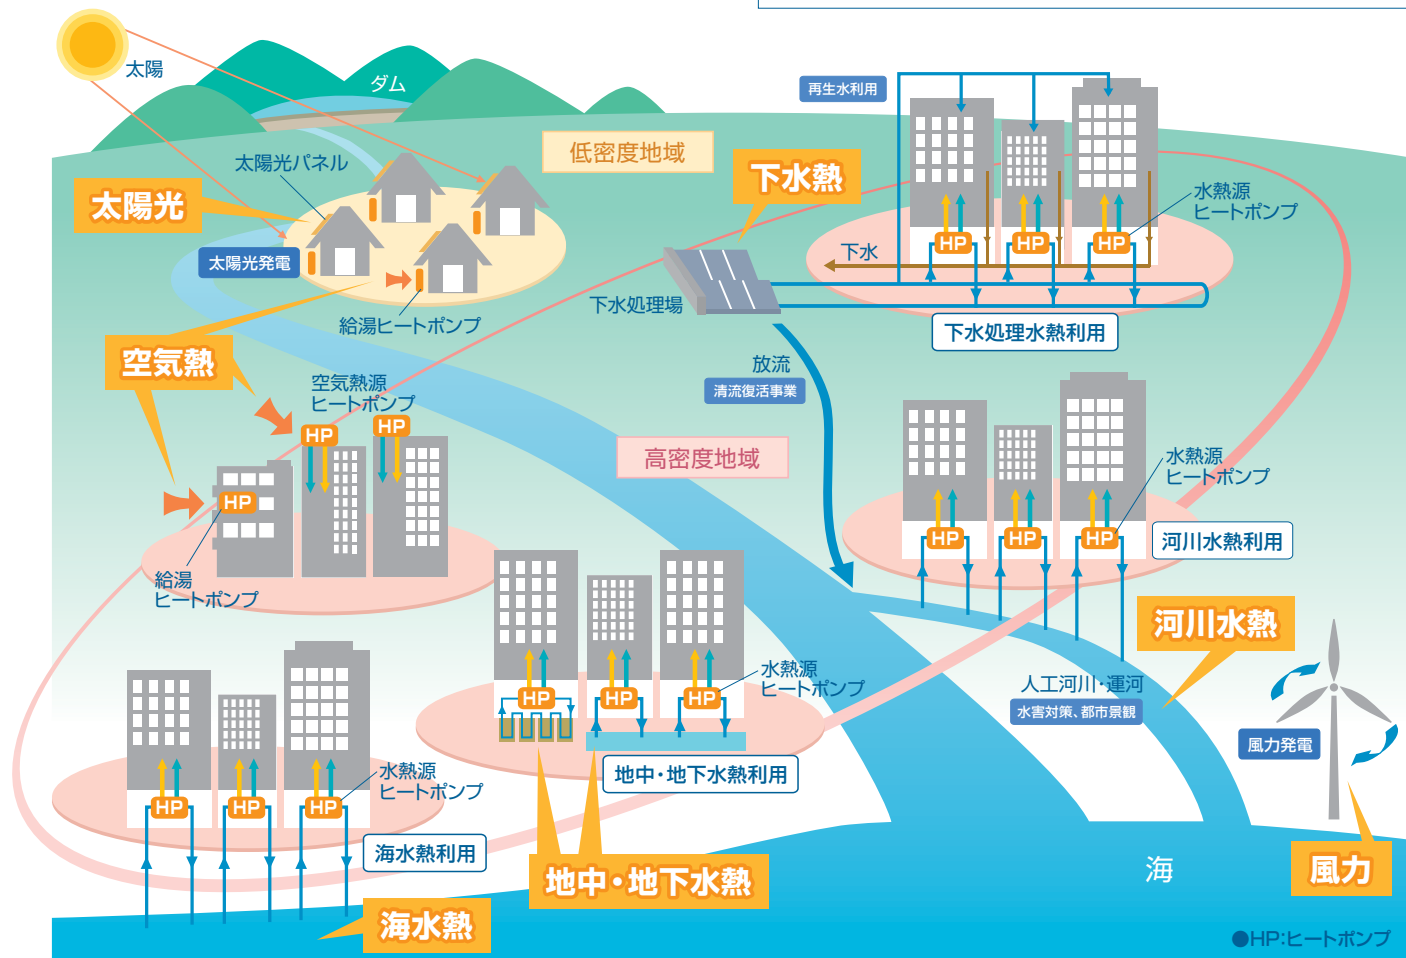 太陽
ダム
再生水利用
低密度地域
太陽光パネル
下水熱
太陽光
水熱源
ヒートポンプ
HP
HP
HP
下水
太陽光発電
下水処理場
給湯ヒートポンプ
下水処理水熱利用
空気熱
放流
清流復活事業
空気熱源
ヒートポンプ
HP
HP
高密度地域
水熱源
ヒートポンプ
HP
HP
HP
HP
河川水熱利用
給湯
ヒートポンプ
河川水熱
水熱源
ヒートポンプ
HP
HP
HP
人工河川・運河
水害対策、都市景観
風力発電
地中・地下水熱利用
水熱源
ヒートポンプ
HP
HP
HP
海水熱利用
地中・地下水熱
海
風力
海水熱
●HP:ヒートポンプ